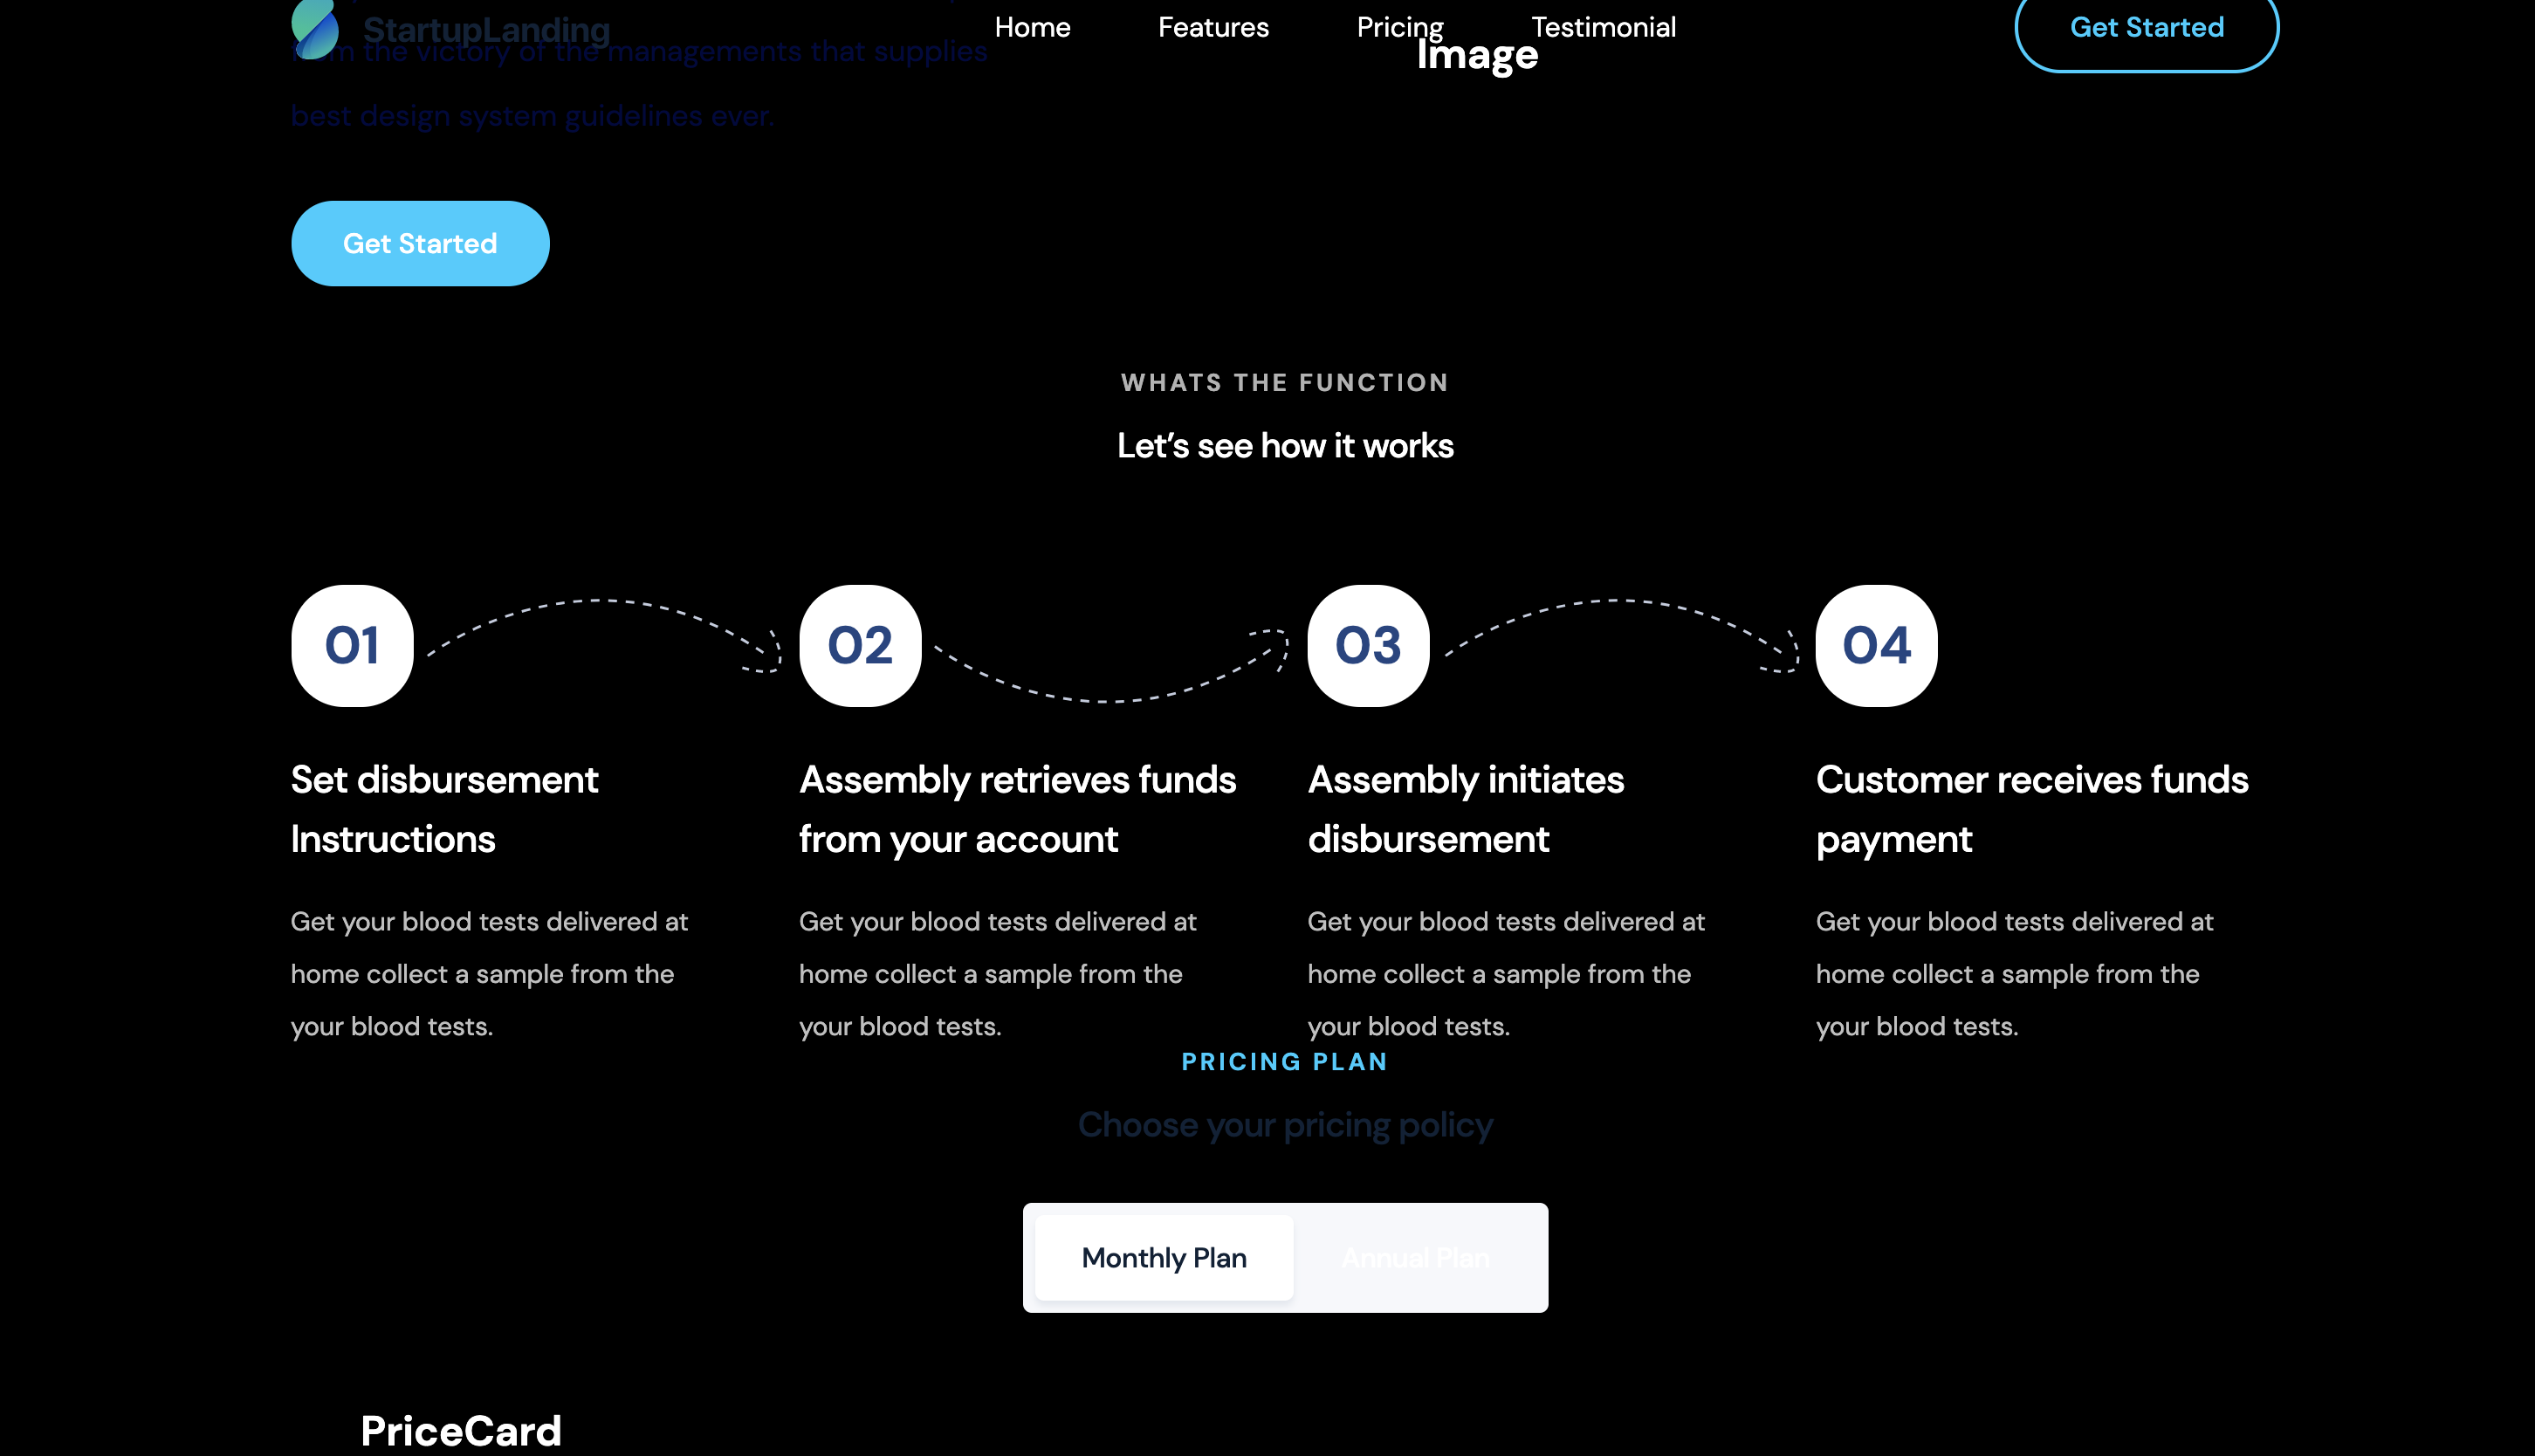 StartupLanding
Home
Features
Pricing
Testimonial
Get Started
from the victory of the managements that supplies
Image
best design system guidelines ever.
Get Started
WHATS THE FUNCTION
Let’s see how it works
01
02
03
04
Set disbursement
Instructions
Get your blood tests delivered at
home collect a sample from the
your blood tests.
Assembly retrieves funds
from your account
Get your blood tests delivered at
home collect a sample from the
your blood tests.
Assembly initiates
disbursement
Get your blood tests delivered at
home collect a sample from the
your blood tests.
Customer receives funds
payment
Get your blood tests delivered at
home collect a sample from the
your blood tests.
PRICING PLAN
Choose your pricing policy
Monthly Plan
Annual Plan
PriceCard